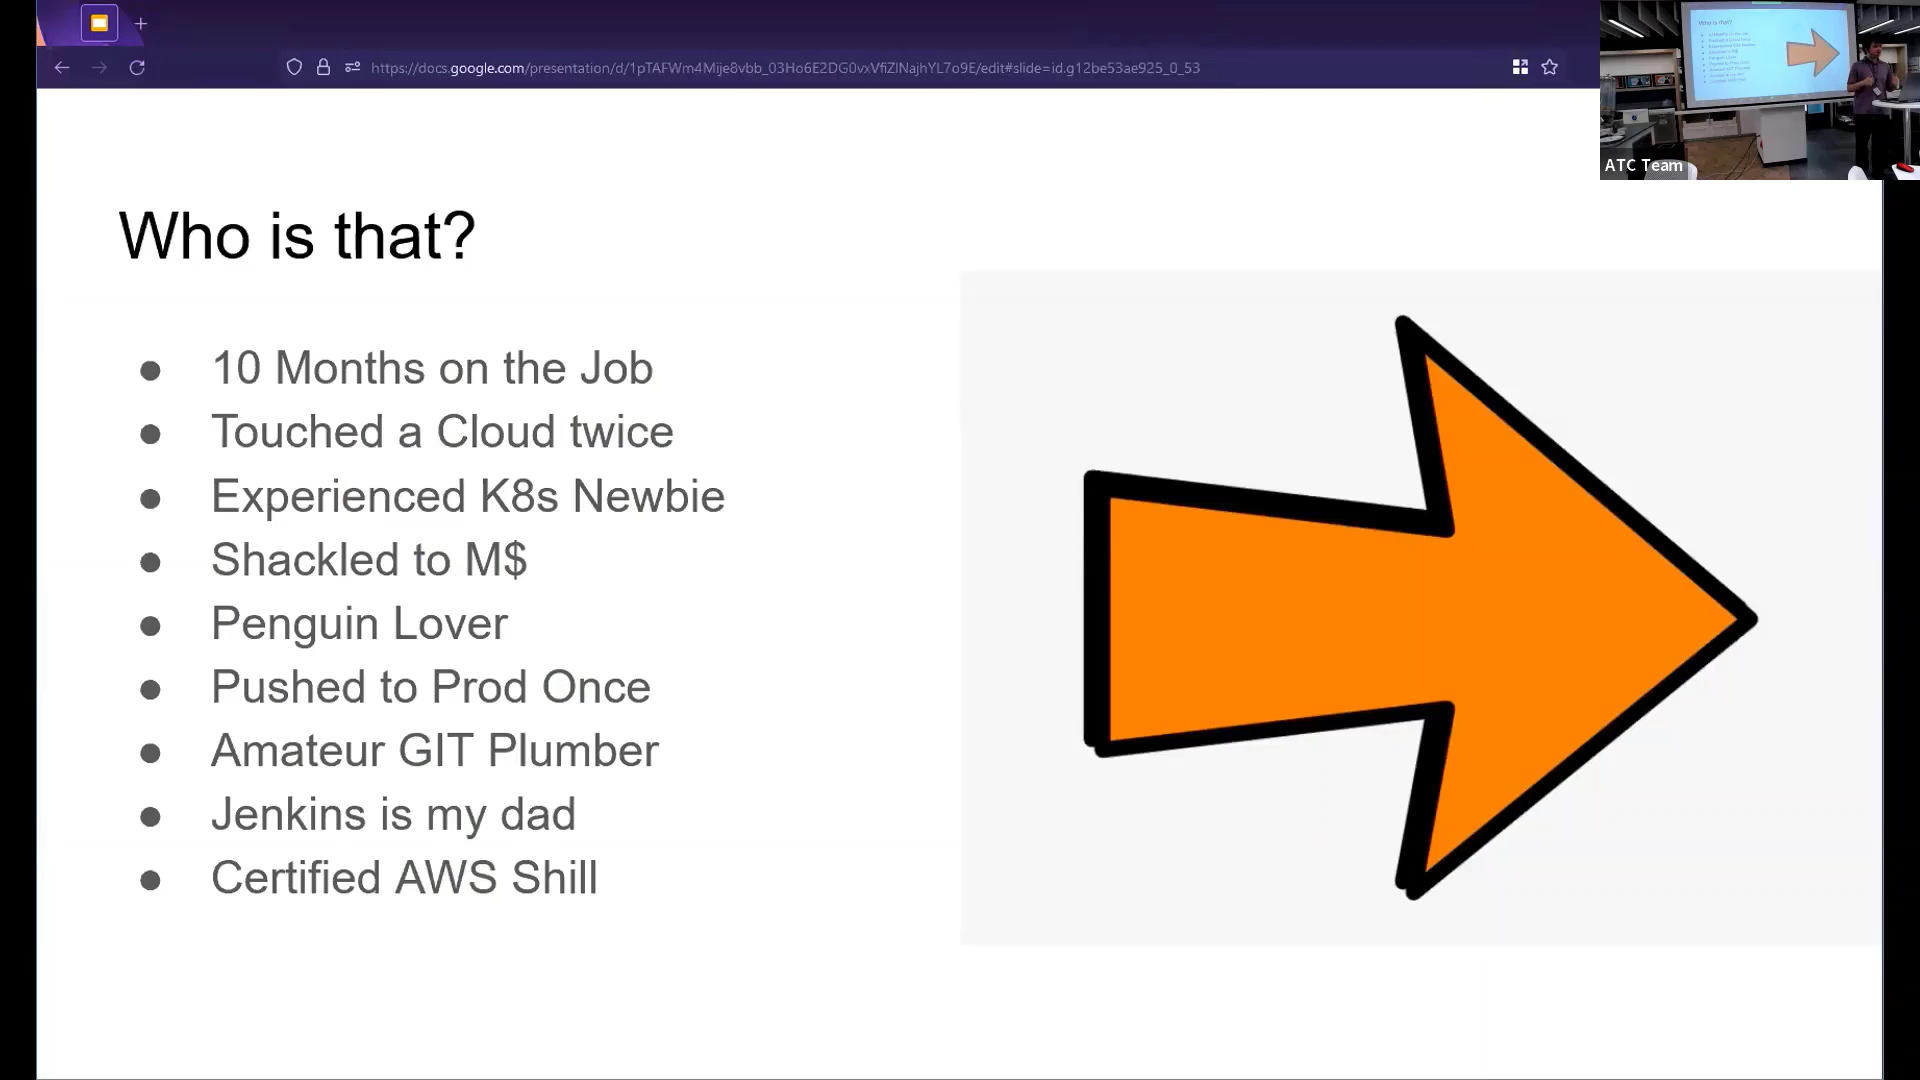 https://docs.google.com/presentation/d/1pTAFWm4Mije8vbb_03Ho6E2DG0vxVfiZlNajhYL7o9E/edit#slide=id.g12be53ae925_0_53
ATC Team
Who is that?
10 Months on the Job
Touched a Cloud twice
Experienced K8s Newbie
Shackled to M$
Penguin Lover
Pushed to Prod Once
Amateur GIT Plumber
Jenkins is my dad
Certified AWS Shill